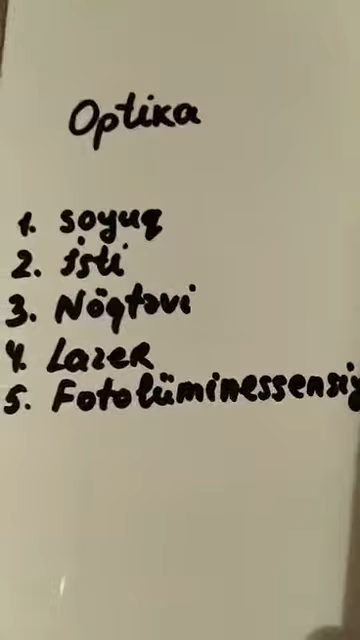 Optika
1. soyuq
2. isti
3. Nöqtəvi
4. Lazer
5. Fotolüminessensiy